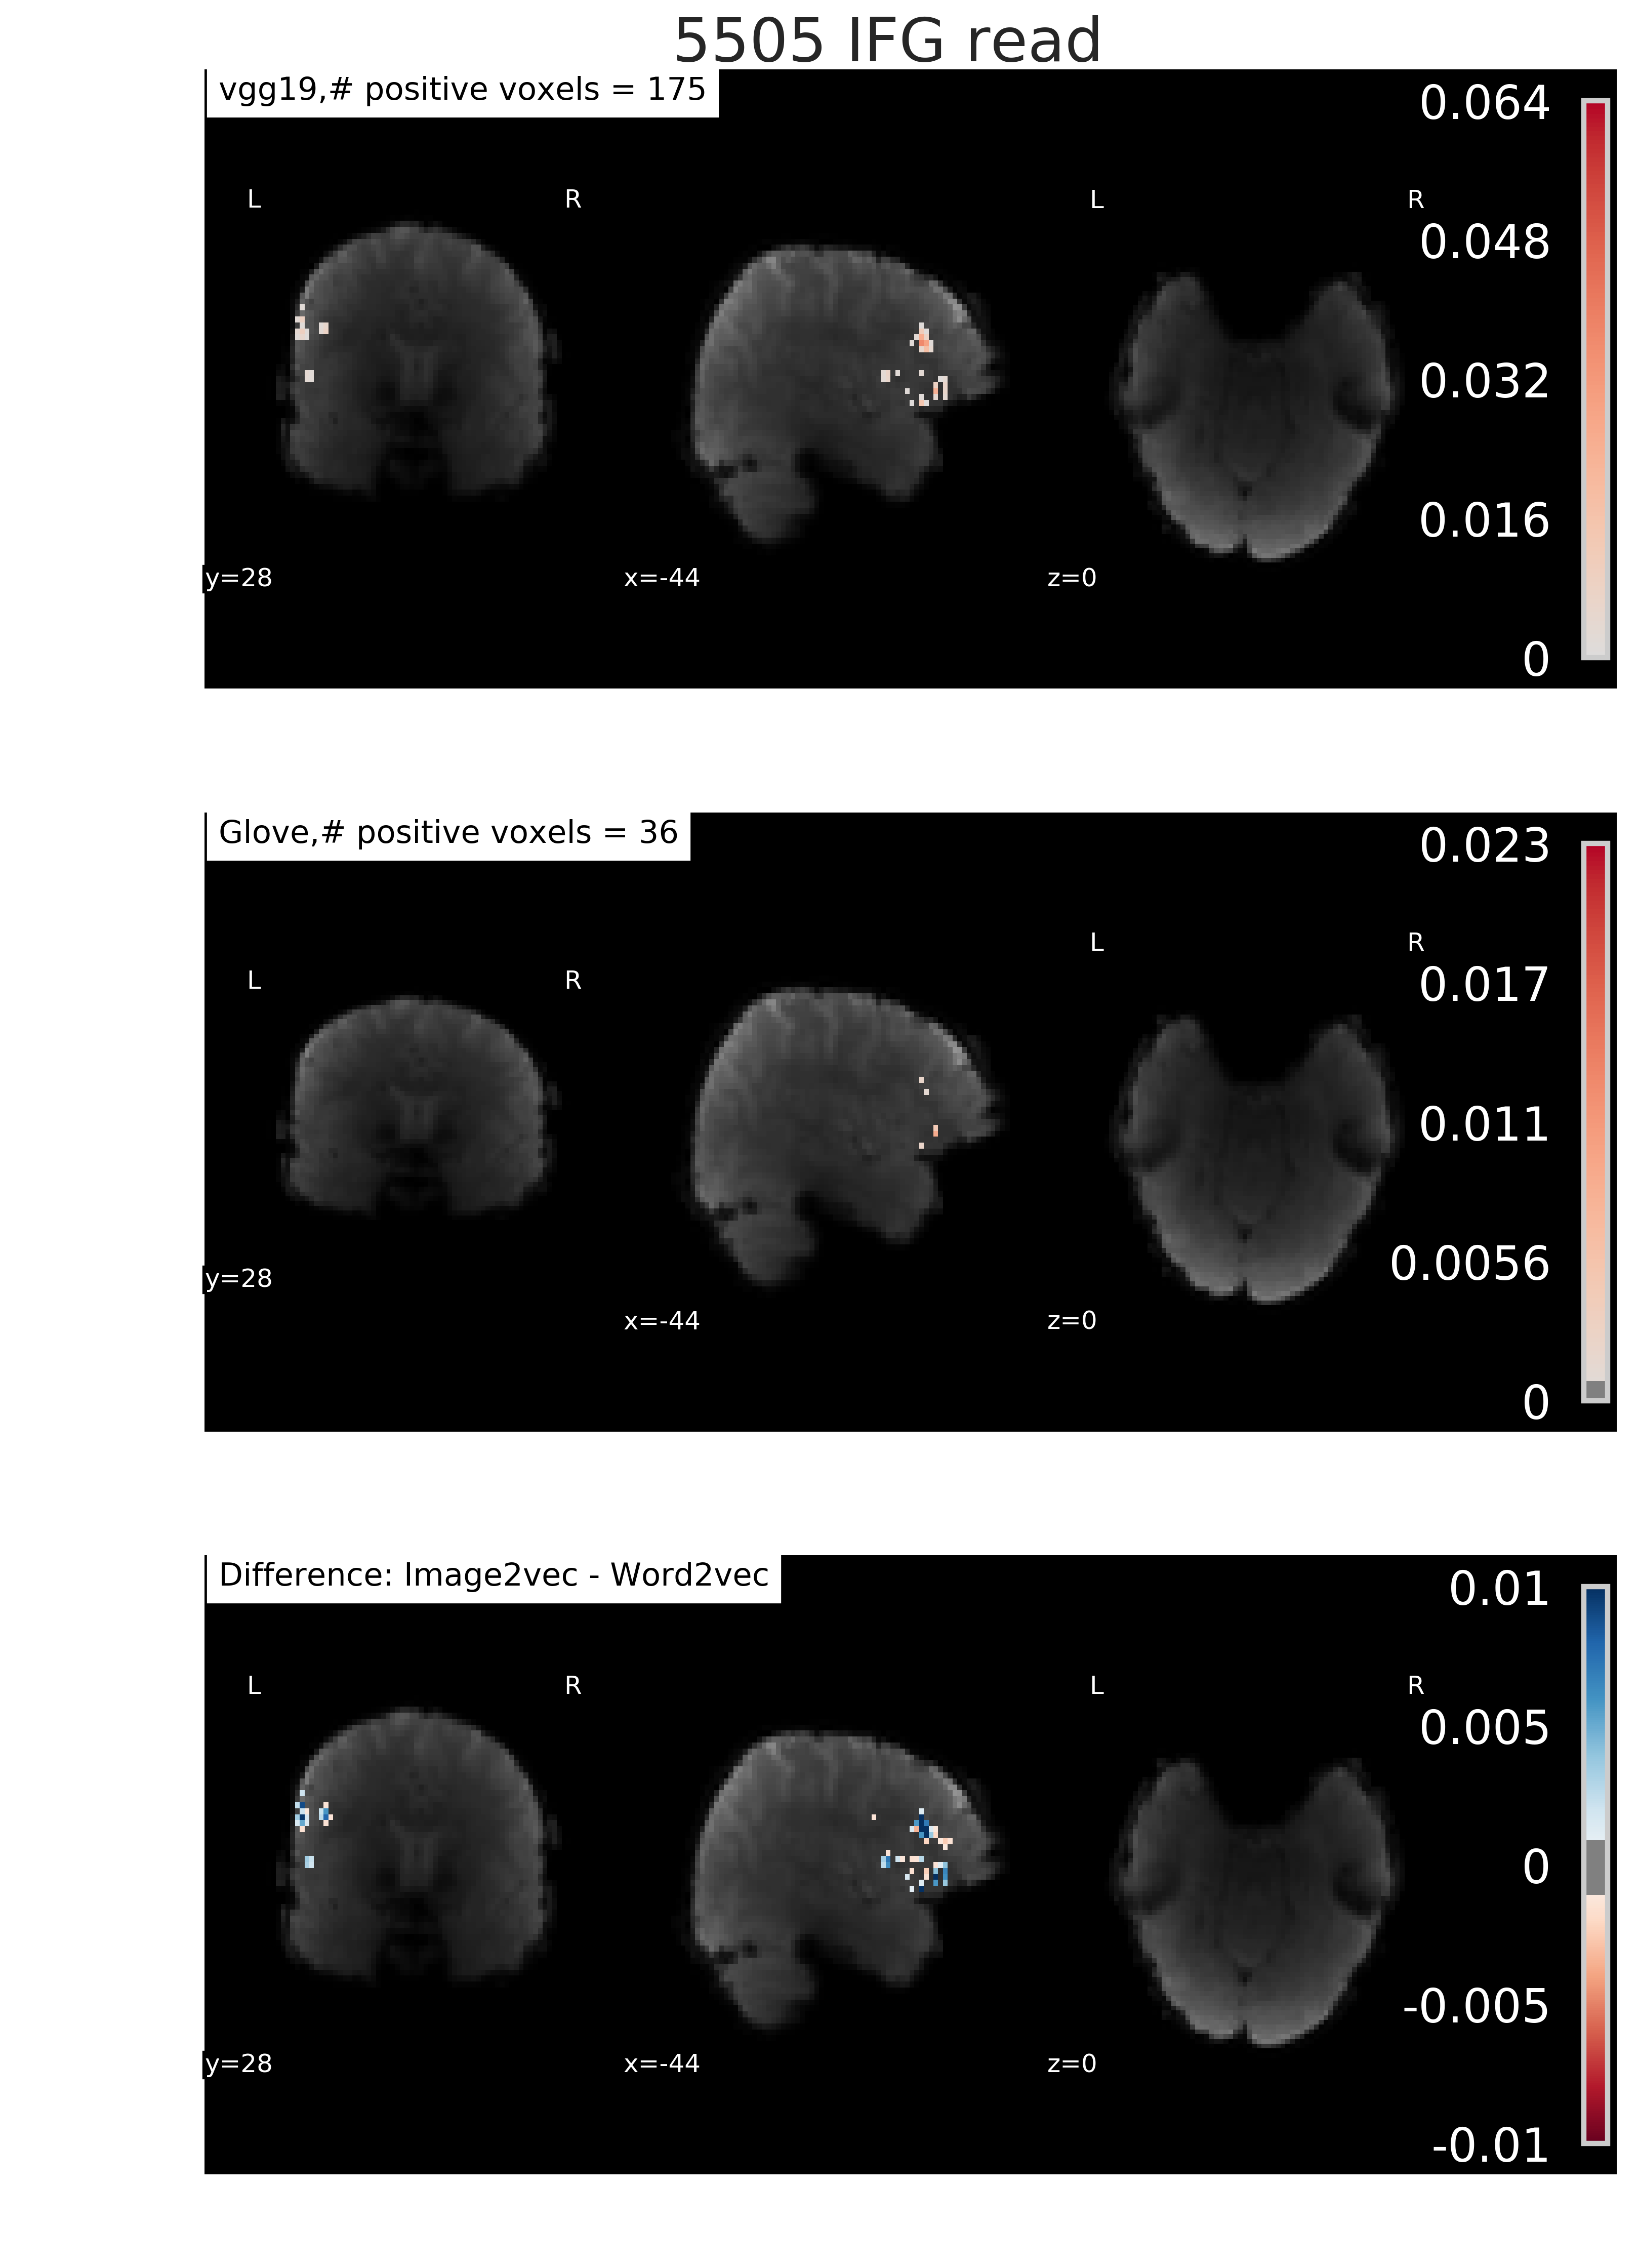 5505 IFG read
vgg19,# positive voxels = 175
0.064
L R L R
0.048
0.032
0.016
y=28 x=-44 z=0
0
Glove,# positive voxels = 36
0.023
L R
L R
0.017
0.011
0.0056
y=28
x=-44 z=0
0
Difference: Image2vec - Word2vec
0.01
L R L R
0.005
0
-0.005
y=28 x=-44 z=0
-0.01